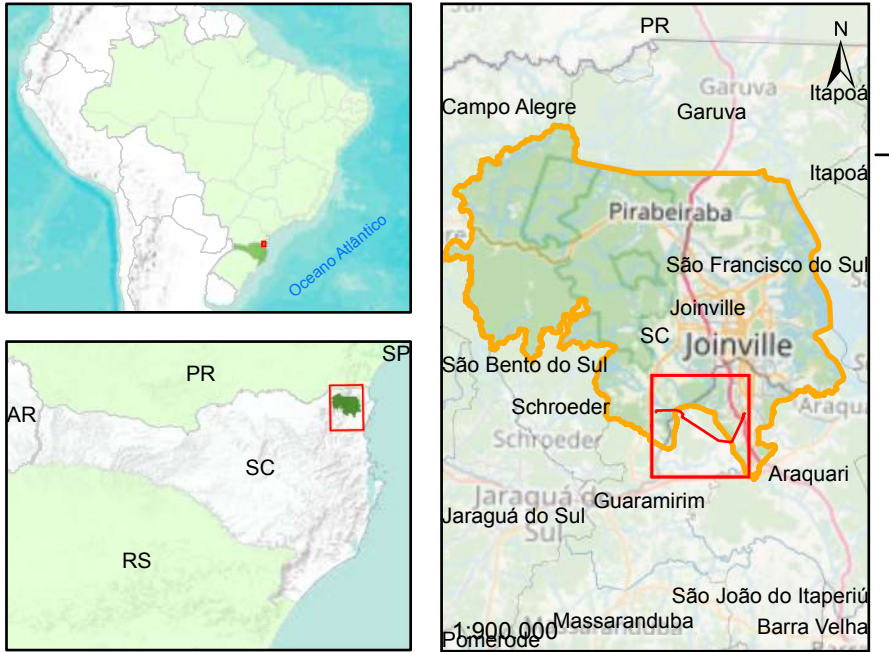 Oceano Atlântico
SP
PR
AR
SC
RS
PR
N
Garuva
Itapoá
Campo Alegre
Garuva
Itapoá
Pirabeiraba
São Francisco do Sul
Joinville
SC
Joinville
São Bento do Sul
Schroeder
Araqua
Schroeder
Araquari
Jaraguá d
Guaramirim
Jaraguá do Sul
Sul
São João do Itaperiú
Massaranduba
Barra Velha
1:900.000
Pomerode